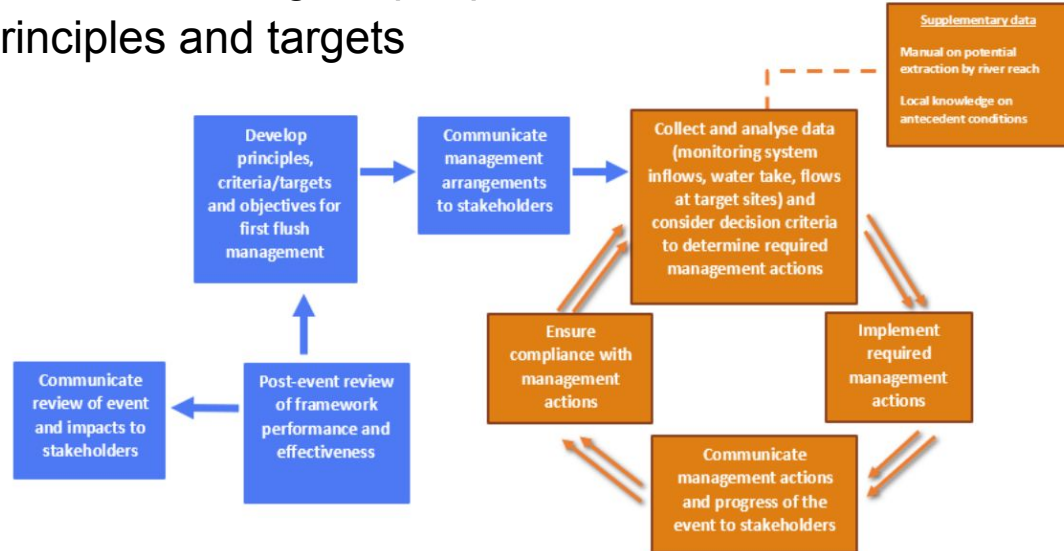 rinciples and targets
Supplementary data
Manual on potential
extraction by river reach
Local knowledge on
antecedent conditions
Develop
principles,
criteria/targets
and objectives for
first flush
management
Communicate
management
arrangements
to stakeholders
Collect and analyse data
(monitoring system
inflows, water take, flows
at target sites) and
consider decision criteria
to determine required
management actions
Ensure
compliance with
management
actions
Implement
required
management
actions
Communicate
review of event
and impacts to
stakeholders
Post-event review
of framework
performance and
effectiveness
Communicate
management actions
and progress of the
event to stakeholders